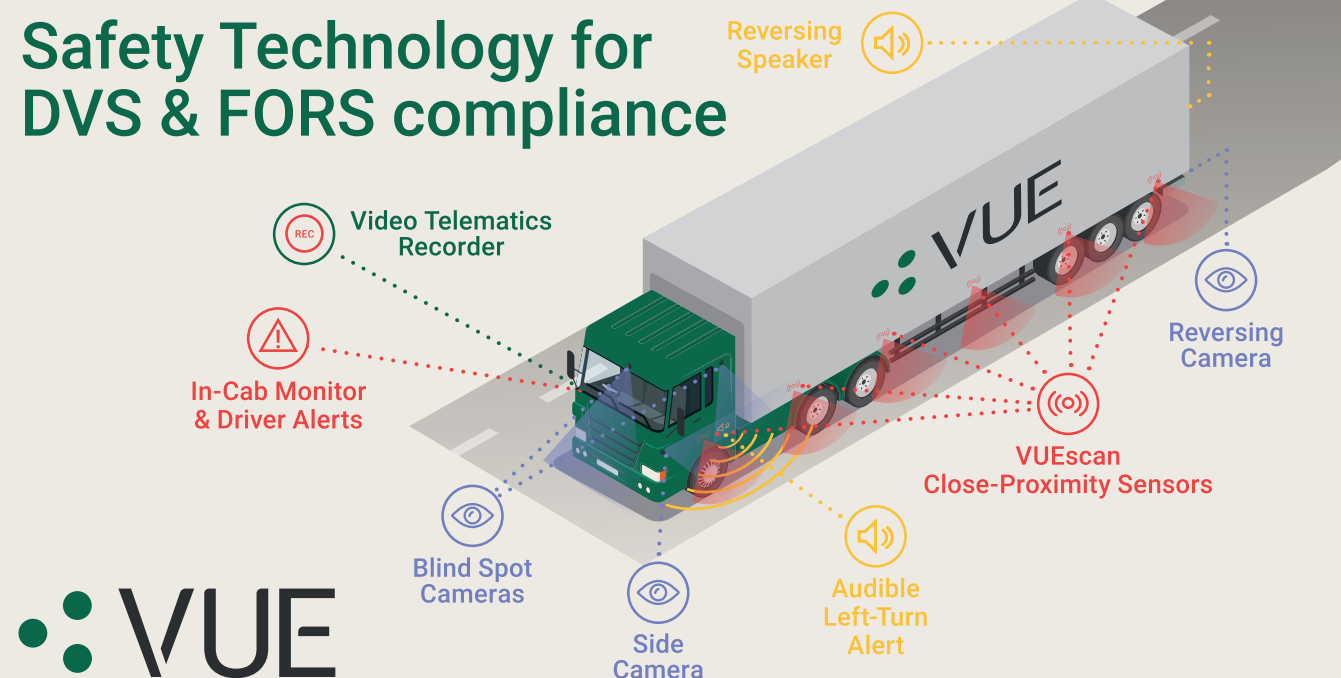 Safety Technology for
DVS & FORS compliance
Reversing
Speaker
REC
Video Telematics
Recorder
VUE
In-Cab Monitor
& Driver Alerts
Reversing
Camera
VUEscan
Close-Proximity Sensors
Blind Spot
Cameras
Audible
Left-Turn
Alert
Side
Camera
VUE